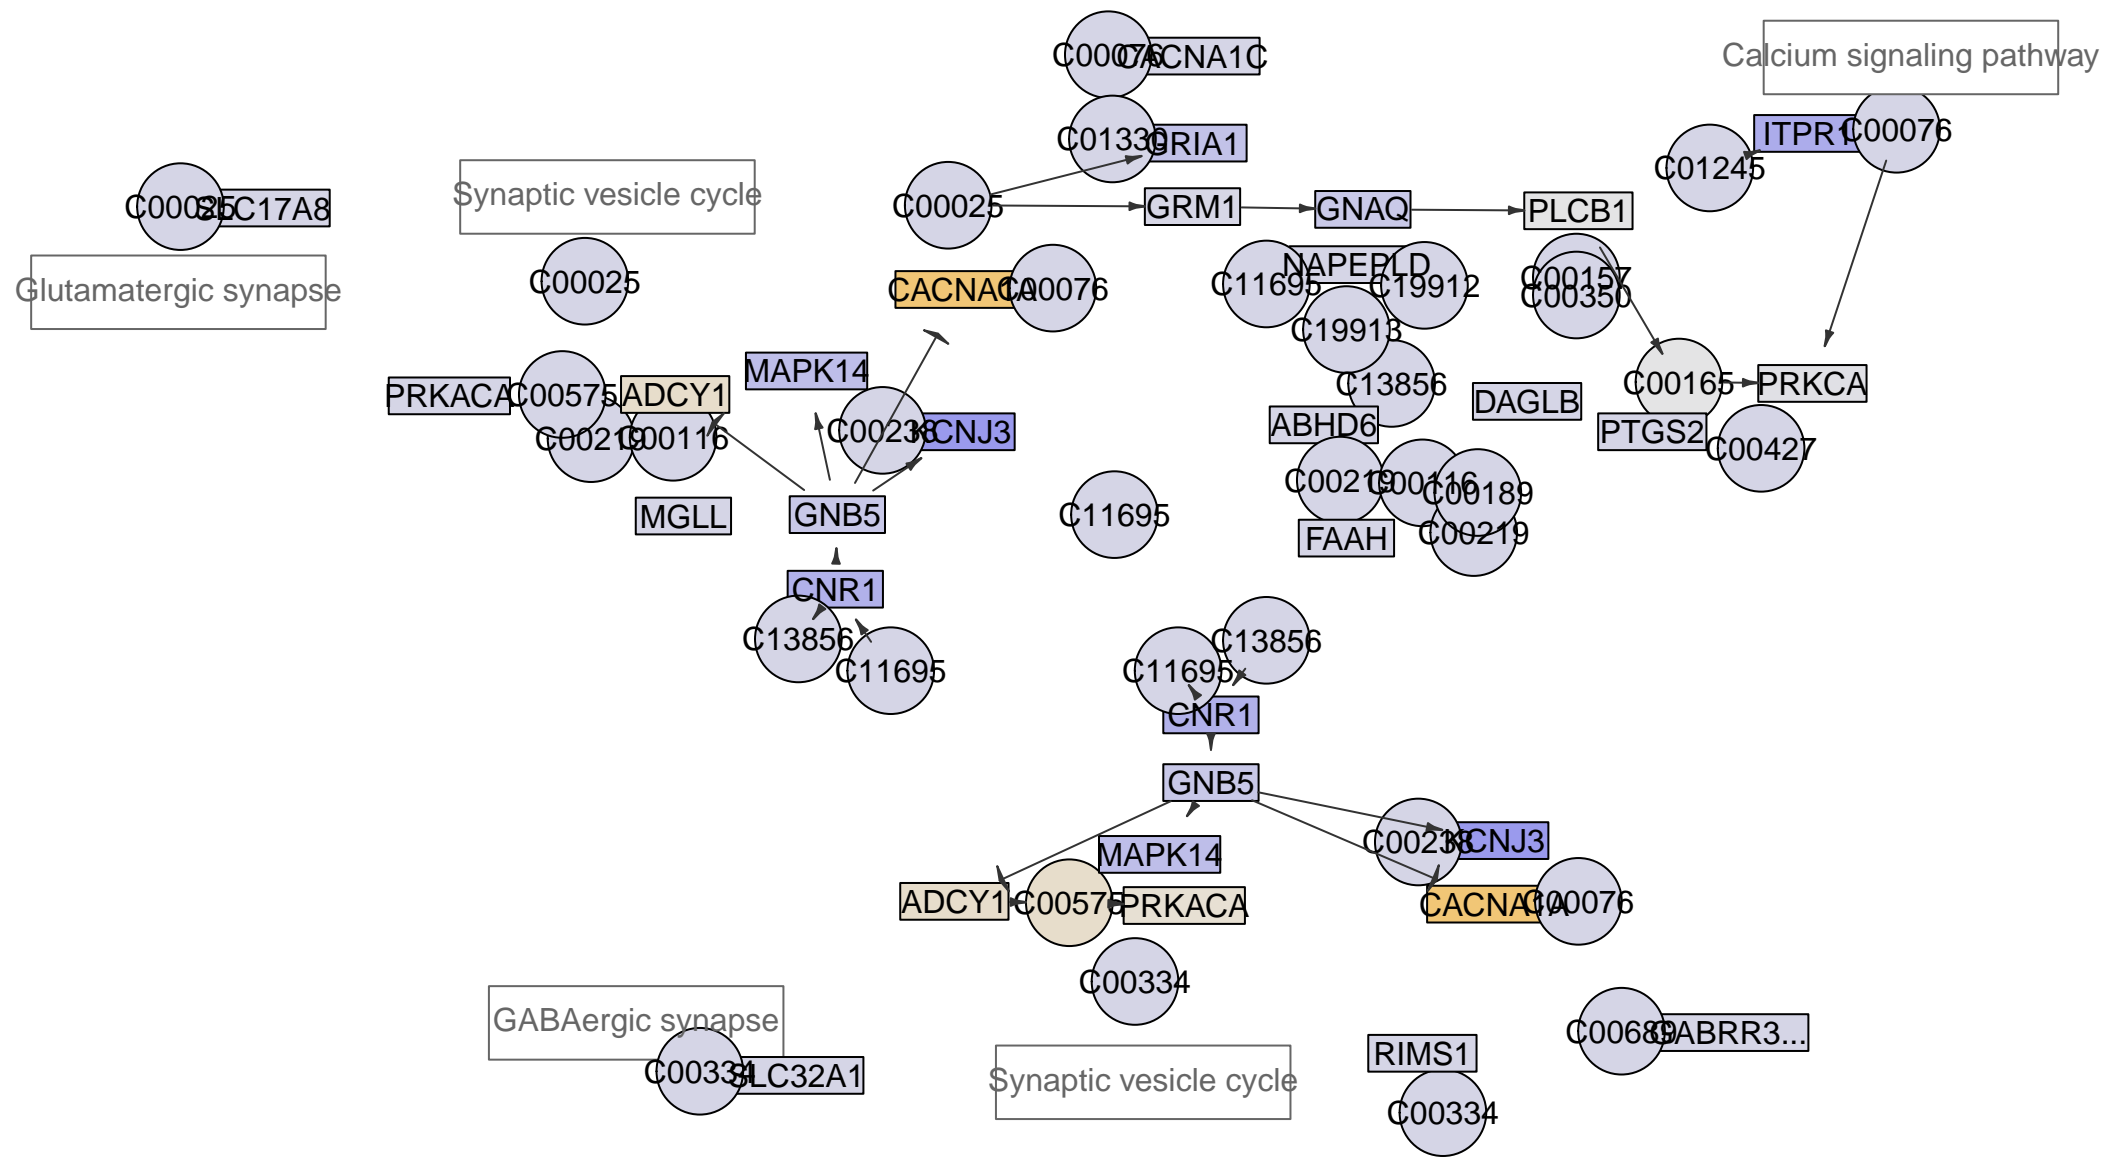 C00076
CACNA1C
Calcium signaling pathway
C01330
GRIA1
ITPR1
C00076
C01245
Synaptic vesicle cycle
C00025
SLC17A8
C00025
GRM1
GNAQ
PLCB1
Glutamatergic synapse
C00025
CACNA1A
C00076
C11695
NAPEPLD
C19912
C00157
C00350
C19913
MAPK14
C13856
C00165
PRKCA
PRKACA
C00575
ADCY1
DAGLB
C00219
C00116
C00238
KCNJ3
ABHD6
PTGS2
C00427
C00219
C00116
C00189
MGLL
GNB5
C11695
FAAH
C00219
CNR1
C13856
C11695
C13856
C11695
CNR1
GNB5
C00238
KCNJ3
MAPK14
ADCY1
C00575
PRKACA
CACNA1A
C00076
C00334
GABAergic synapse
C00689
GABRR3...
RIMS1
C00334
SLC32A1
Synaptic vesicle cycle
C00334